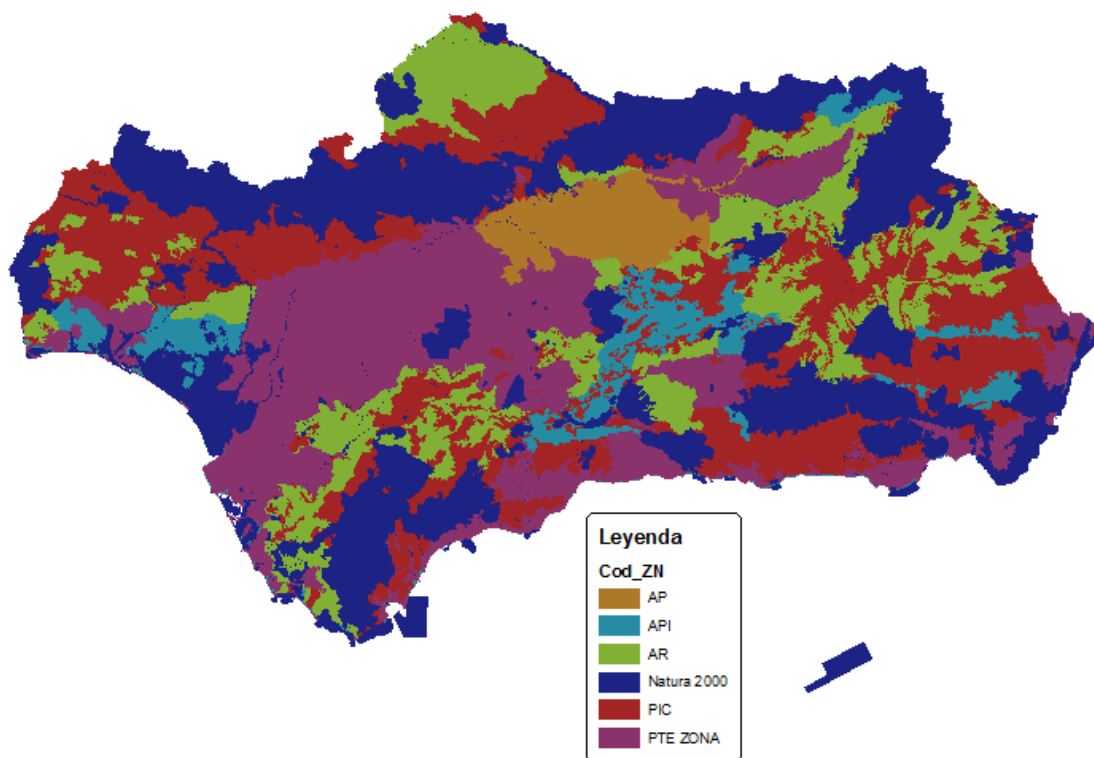 Leyenda
Cod_ZN
AP
API
AR
Natura 2000
PIC
PTE ZONA